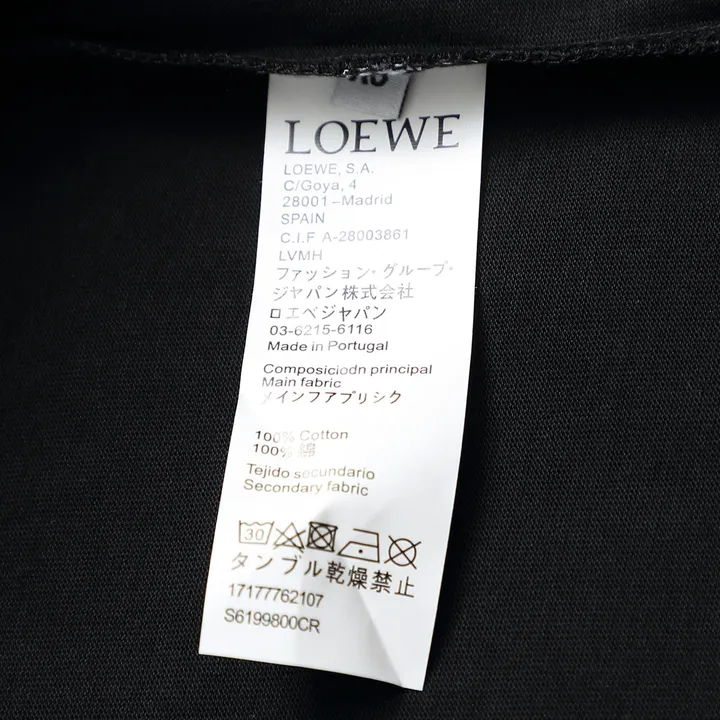 LOEWE
LOEWE, S.A.
C/Goya, 4
28001-Madrid
SPAIN
C.I.F A-28003861
LVMH
ファッション・グループ・
ジャパン株式会社
ロエベジャパン
03-6215-6116
Made in Portugal
Composiciodn principal
Main fabric
メインフアプリシク
100% Cotton
100% 綿
Tejido secundario
Secondary fabric
30
タンブル乾燥禁止
17177762107
S6199800CR